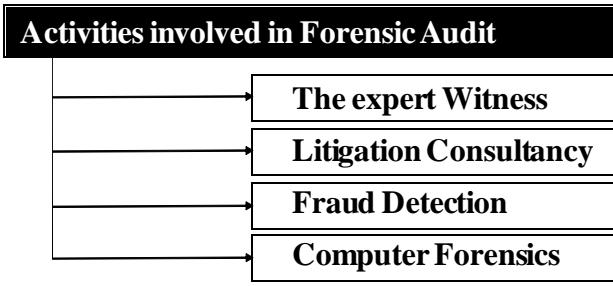 Activities involved in Forensic Audit
The expert Witness
Litigation Consultancy
Fraud Detection
Computer Forensics